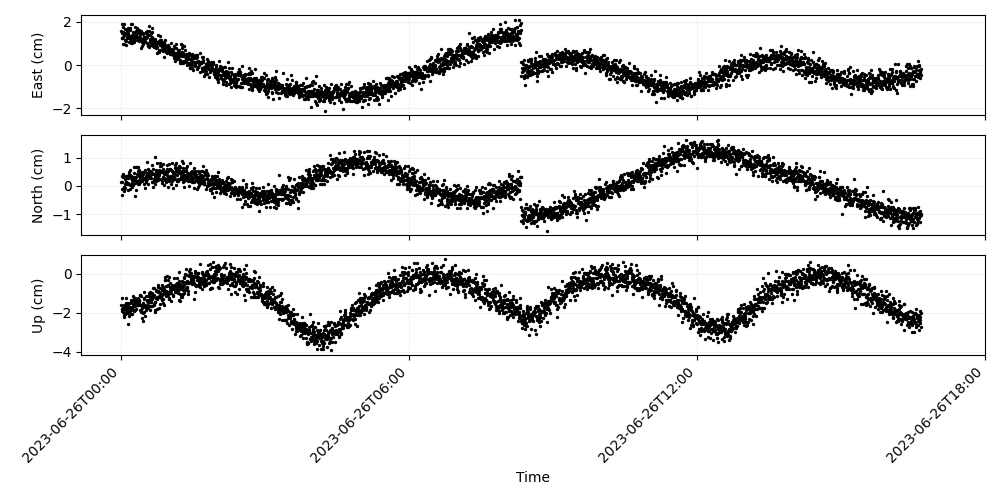 East (cm)
2
0
−2
North (cm)
1
0
−1
Up (cm)
0
−2
−4
2023-06-26T00:00
2023-06-26T06:00
2023-06-26T12:00
2023-06-26T18:00
Time